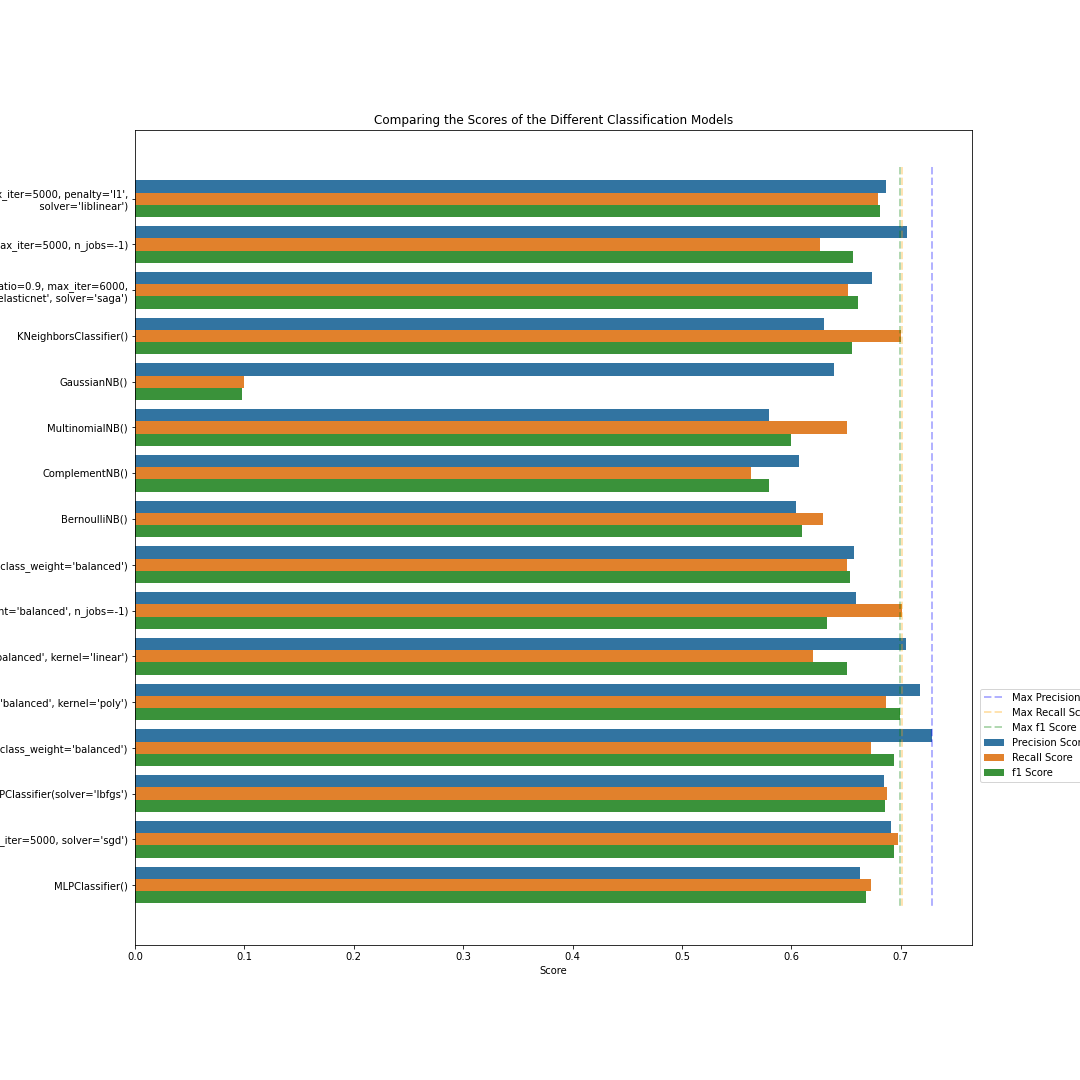 Comparing the Scores of the Different Classification Models
x_iter=5000, penalty='l1',
solver='liblinear')
ax_iter=5000, n_jobs=-1)
atio=0.9, max_iter=6000,
elasticnet', solver='saga')
KNeighborsClassifier()
GaussianNB()
MultinomialNB()
ComplementNB()
BernoulliNB()
class_weight='balanced')
ht='balanced', n_jobs=-1)
balanced', kernel='linear')
'balanced', kernel='poly')
class_weight='balanced')
PClassifier(solver='lbfgs')
_iter=5000, solver='sgd')
MLPClassifier()
0.0 0.1 0.2 0.3 0.4 0.5 0.6 0.7
Score
Max Precision
Max Recall Sc
Max f1 Score
Precision Scor
Recall Score
f1 Score